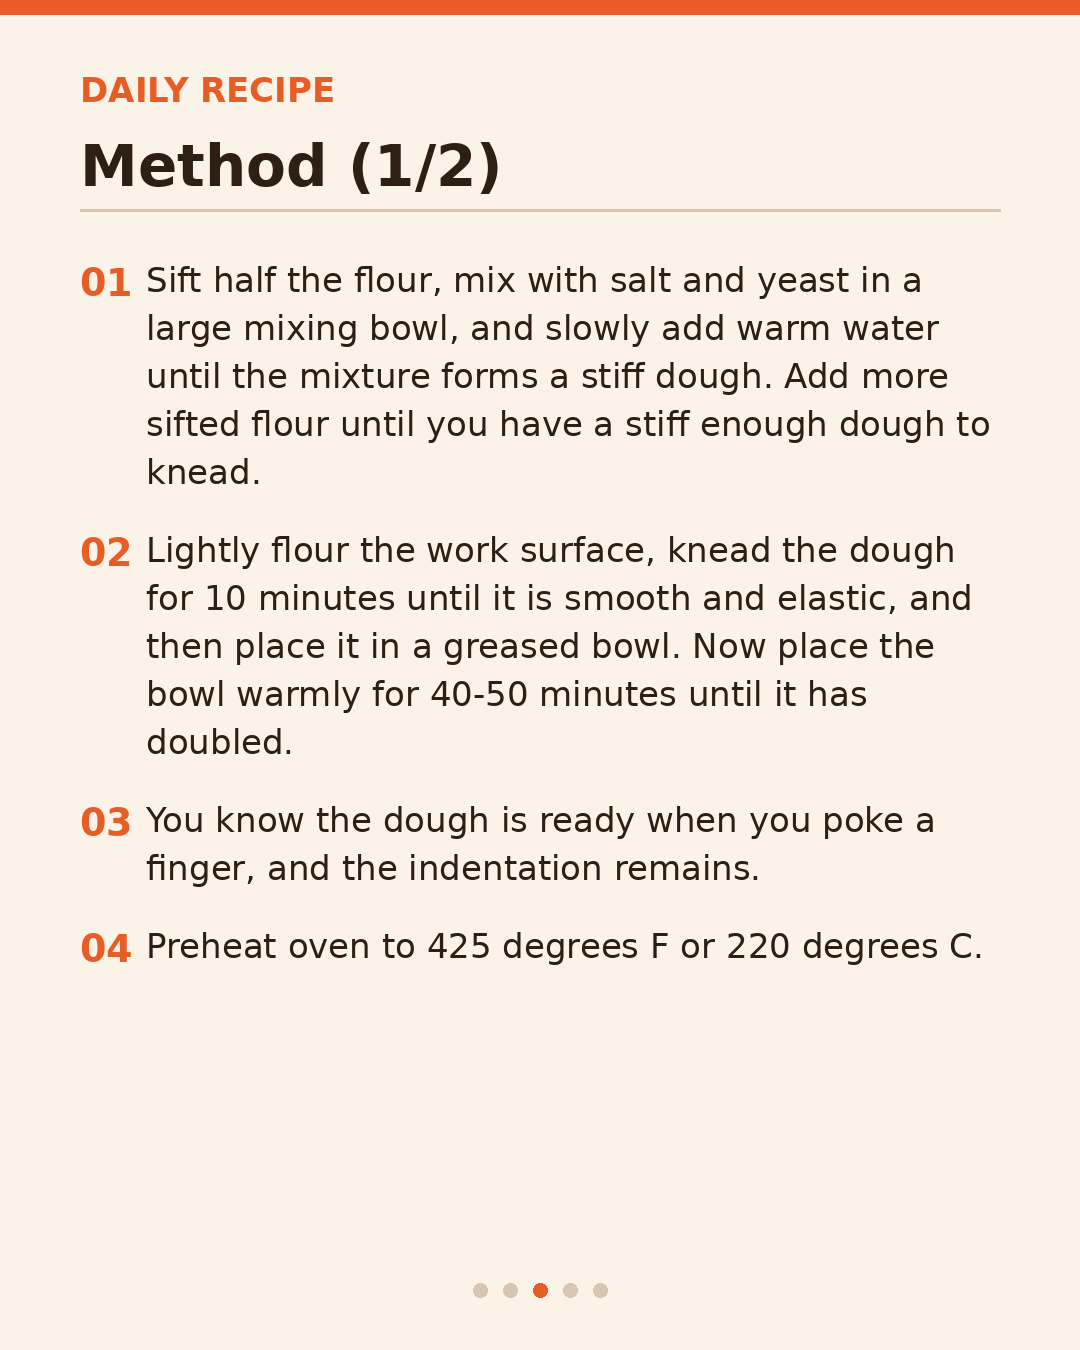 DAILY RECIPE
Method (1/2)
01 Sift half the flour, mix with salt and yeast in a
large mixing bowl, and slowly add warm water
until the mixture forms a stiff dough. Add more
sifted flour until you have a stiff enough dough to
knead.
02 Lightly flour the work surface, knead the dough
for 10 minutes until it is smooth and elastic, and
then place it in a greased bowl. Now place the
bowl warmly for 40-50 minutes until it has
doubled.
03 You know the dough is ready when you poke a
finger, and the indentation remains.
04 Preheat oven to 425 degrees F or 220 degrees C.